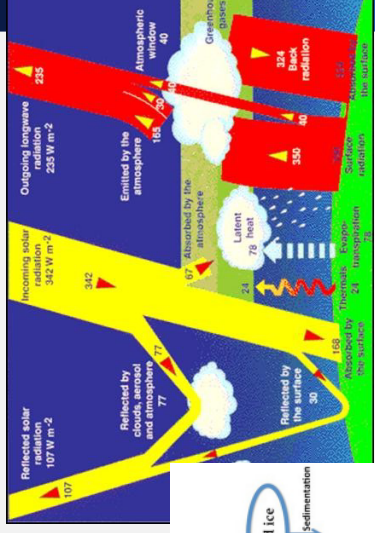 Reflected solar
radiation
107 W m-2
107
Reflected by
clouds, aerosol
and atmosphere
77
77
Reflected by
the surface
30
Incoming solar
radiation
342 W m-2
342
67
Absorbed by the
atmosphere
168
Absorbed by
the surface
Latent
heat
78
24
Thermals
24
Evapo-
transpiration
78
Outgoing longwave
radiation
235 W m-2
235
Emitted by the
atmosphere
165
30
40
Atmospheric
window
40
Greenhouse
gases
350
40
Surface
radiation
324
Back
radiation
324
Absorbed by
the surface
d ice
Sedimentation